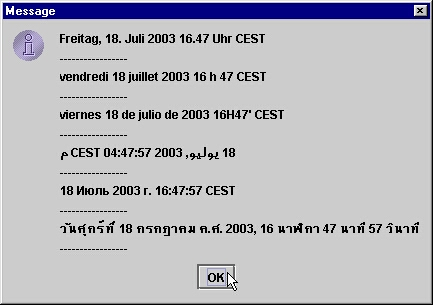 Message
Freitag, 18. Juli 2003 16.47 Uhr CEST
-----------------
vendredi 18 juillet 2003 16 h 47 CEST
-----------------
viernes 18 de julio de 2003 16H47' CEST
-----------------
18 يوليو, 2003 04:47:57 CEST م
-----------------
18 Июль 2003 г. 16:47:57 CEST
-----------------
วันศุกร์ที่ 18 กรกฎาคม ค.ศ. 2003, 16 นาฬิกา 47 นาที 57 วินาที
-----------------
OK